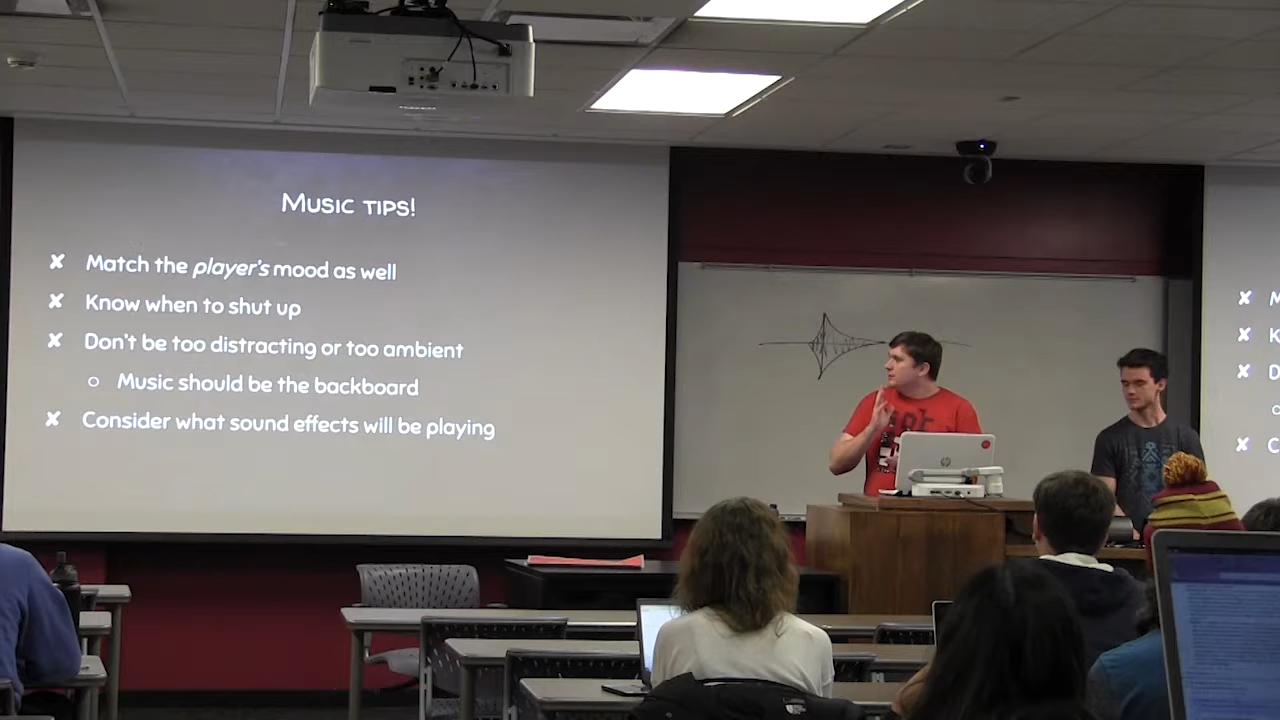 Music tips!
✘ Match the player's mood as well
✘ Know when to shut up
✘ Don't be too distracting or too ambient
○ Music should be the backboard
✘ Consider what sound effects will be playing
✘ M
✘ K
✘ D
○
✘ C
hp